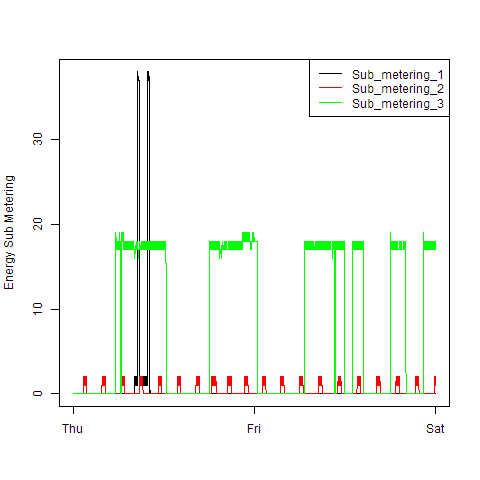 Sub_metering_1
Sub_metering_2
Sub_metering_3
Energy Sub Metering
30
20
10
0
Thu Fri Sat